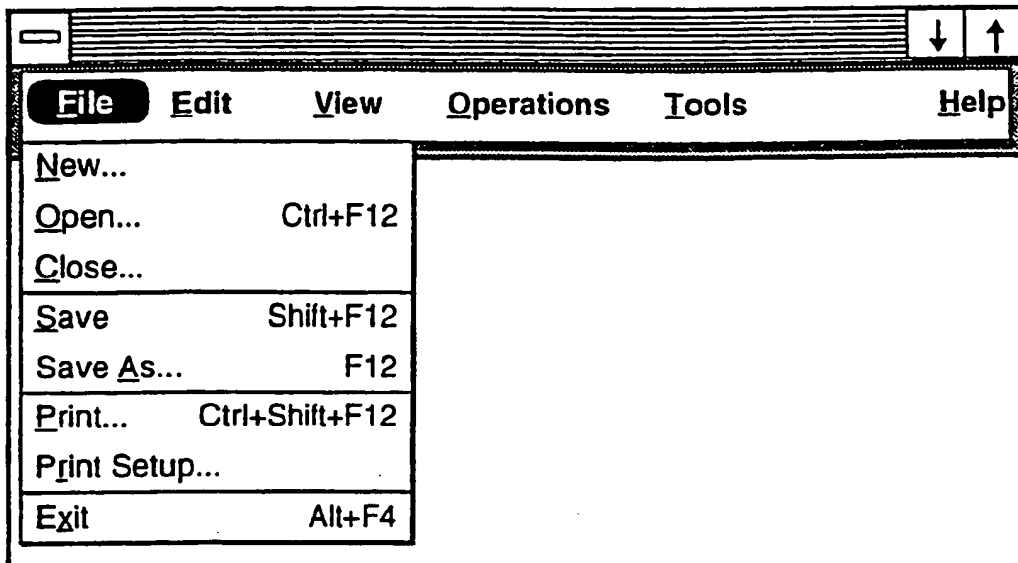 File Edit View Operations Tools Help
New...
Open... Ctrl+F12
Close...
Save Shift+F12
Save As... F12
Print... Ctrl+Shift+F12
Print Setup...
Exit Alt+F4